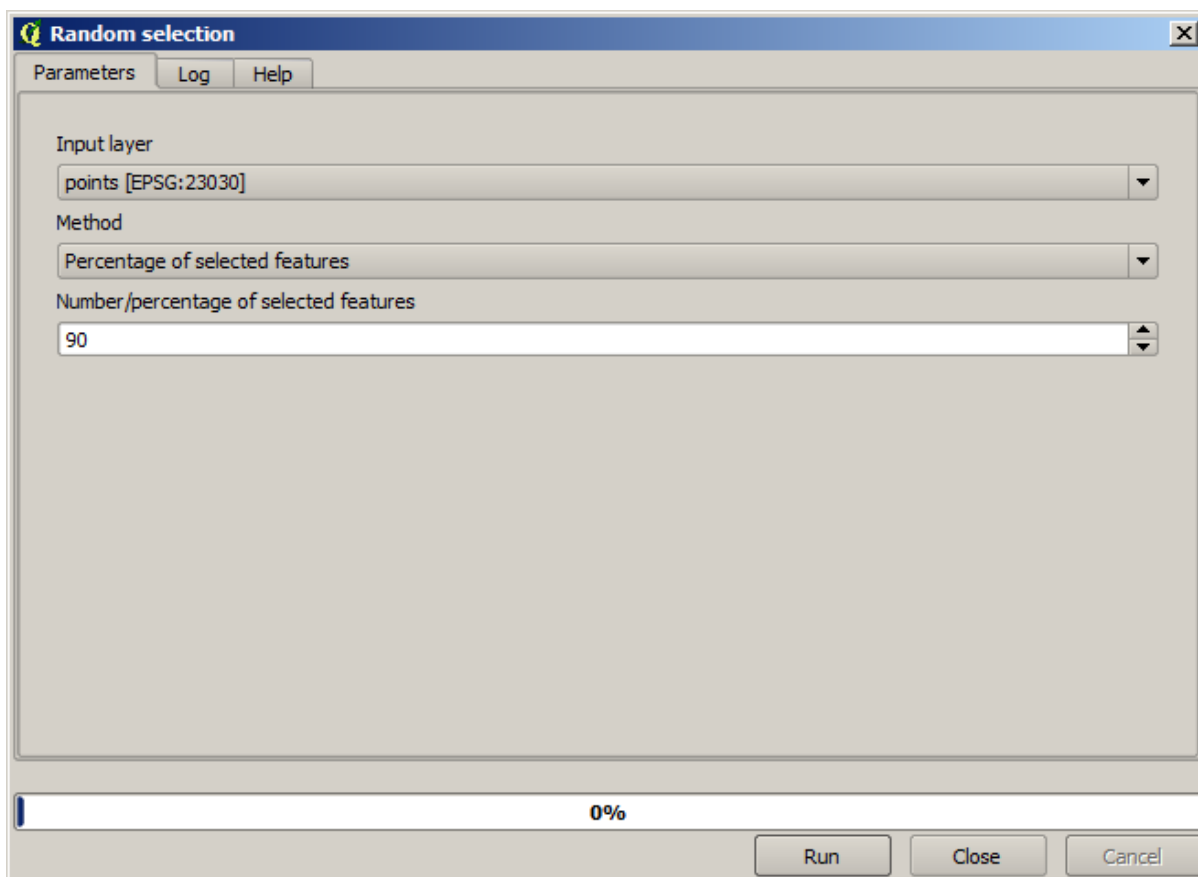 Random selection
Parameters Log Help
Input layer
points [EPSG:23030]
Method
Percentage of selected features
Number/percentage of selected features
90
0%
Run Close Cancel